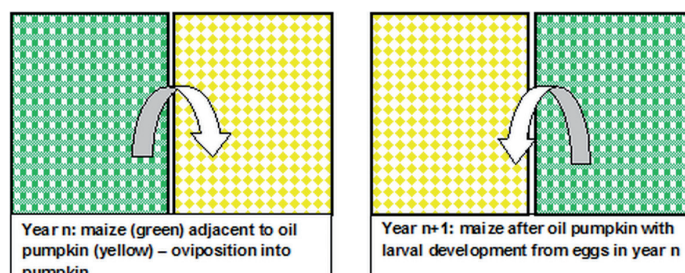 Year n: maize (green) adjacent to oil
pumpkin (yellow) – oviposition into
pumpkin
Year n+1: maize after oil pumpkin with
larval development from eggs in year n